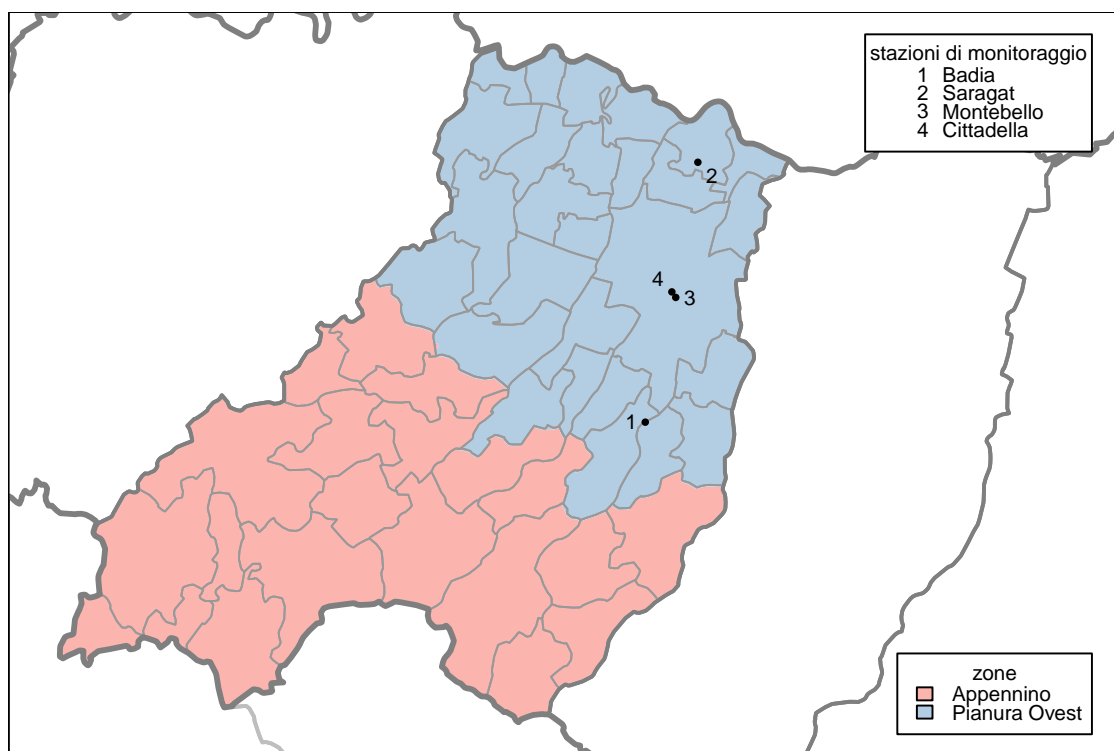 stazioni di monitoraggio
1 Badia
2 Saragat
3 Montebello
4 Cittadella
2
4
3
1
zone
Appennino
Pianura Ovest